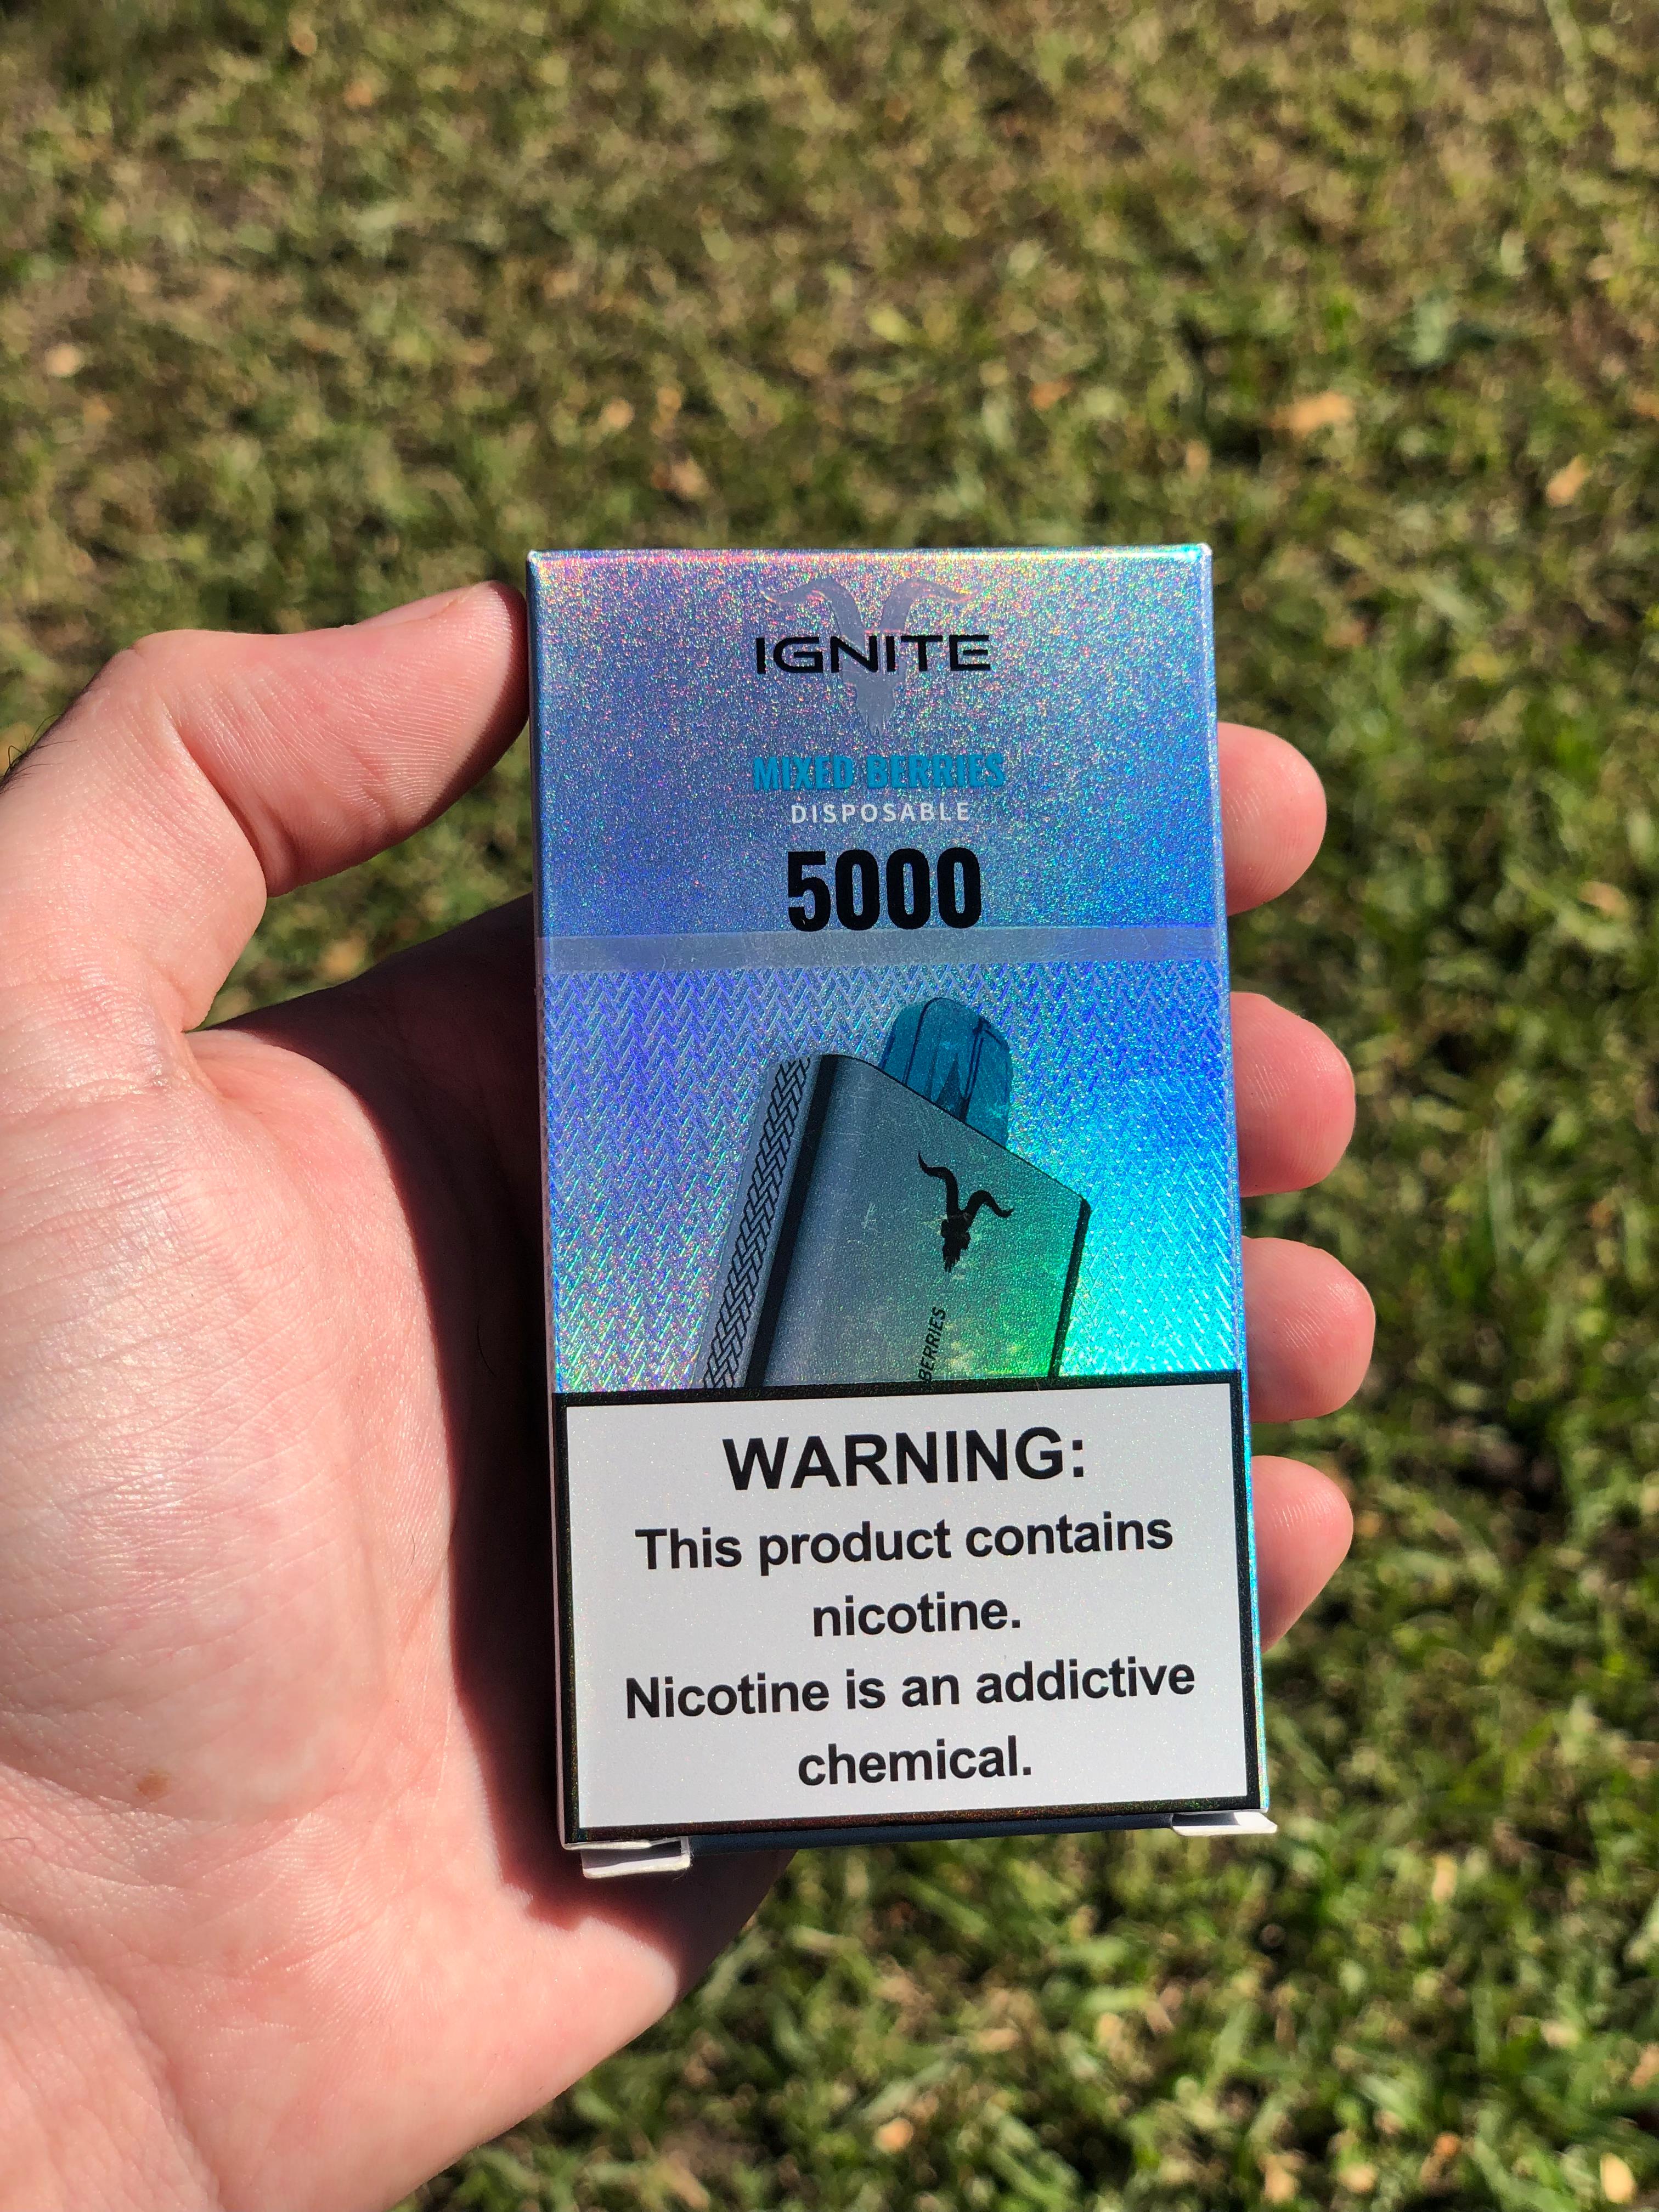 IGNITE
MIXED BERRIES
DISPOSABLE
5000
BERRIES
WARNING:
This product contains
nicotine.
Nicotine is an addictive
chemical.